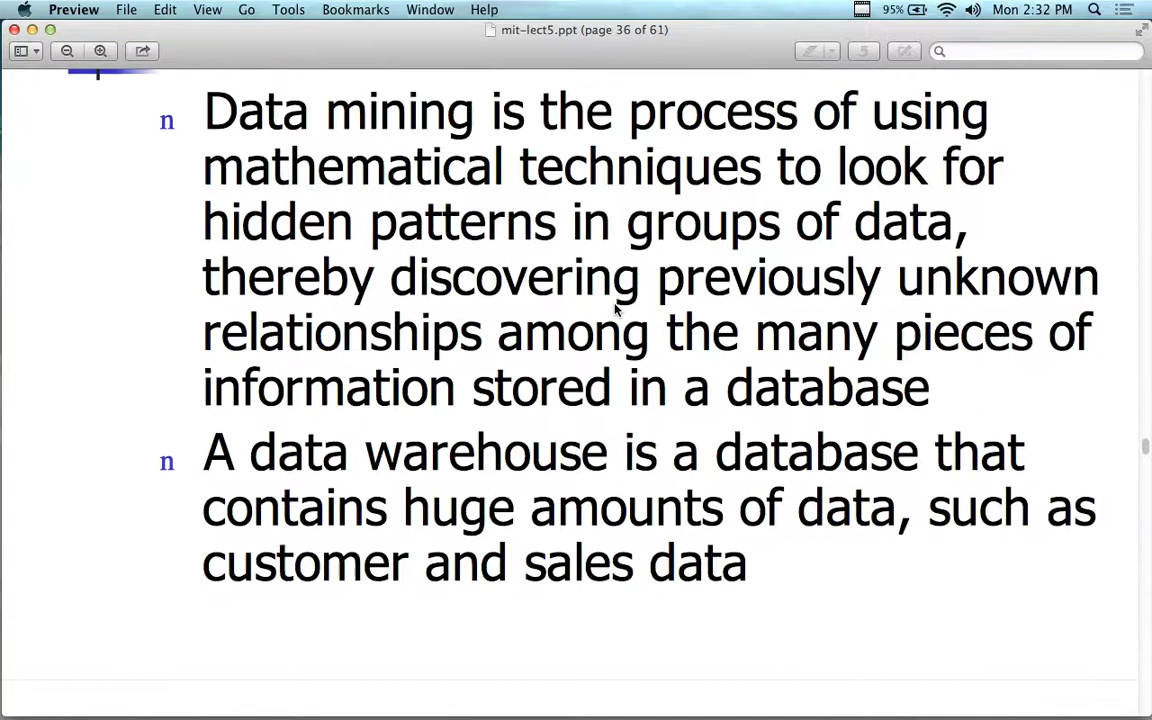 Preview File Edit View Go Tools Bookmarks Window Help 95% Mon 2:32 PM
mit-lect5.ppt (page 36 of 61)
n Data mining is the process of using
mathematical techniques to look for
hidden patterns in groups of data,
thereby discovering previously unknown
relationships among the many pieces of
information stored in a database
n A data warehouse is a database that
contains huge amounts of data, such as
customer and sales data